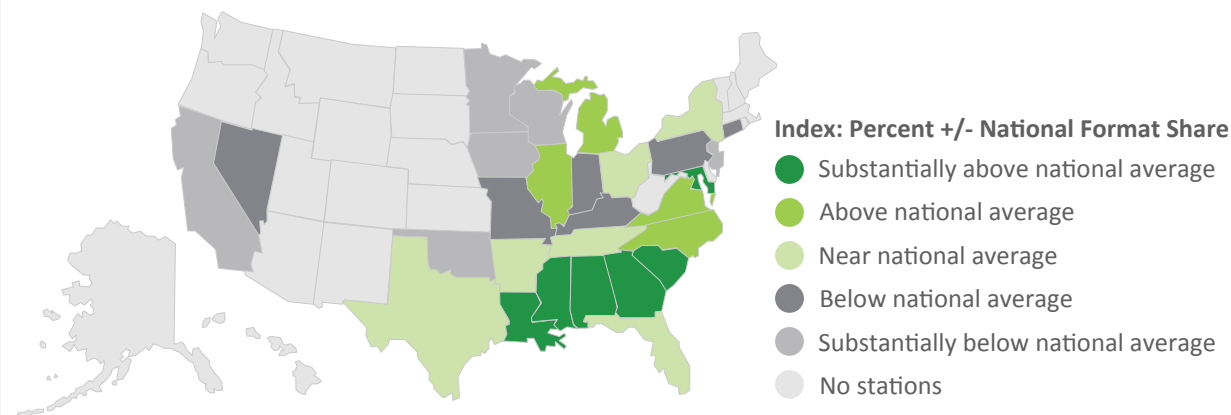 Index: Percent +/- National Format Share
Substantially above national average
Above national average
Near national average
Below national average
Substantially below national average
No stations